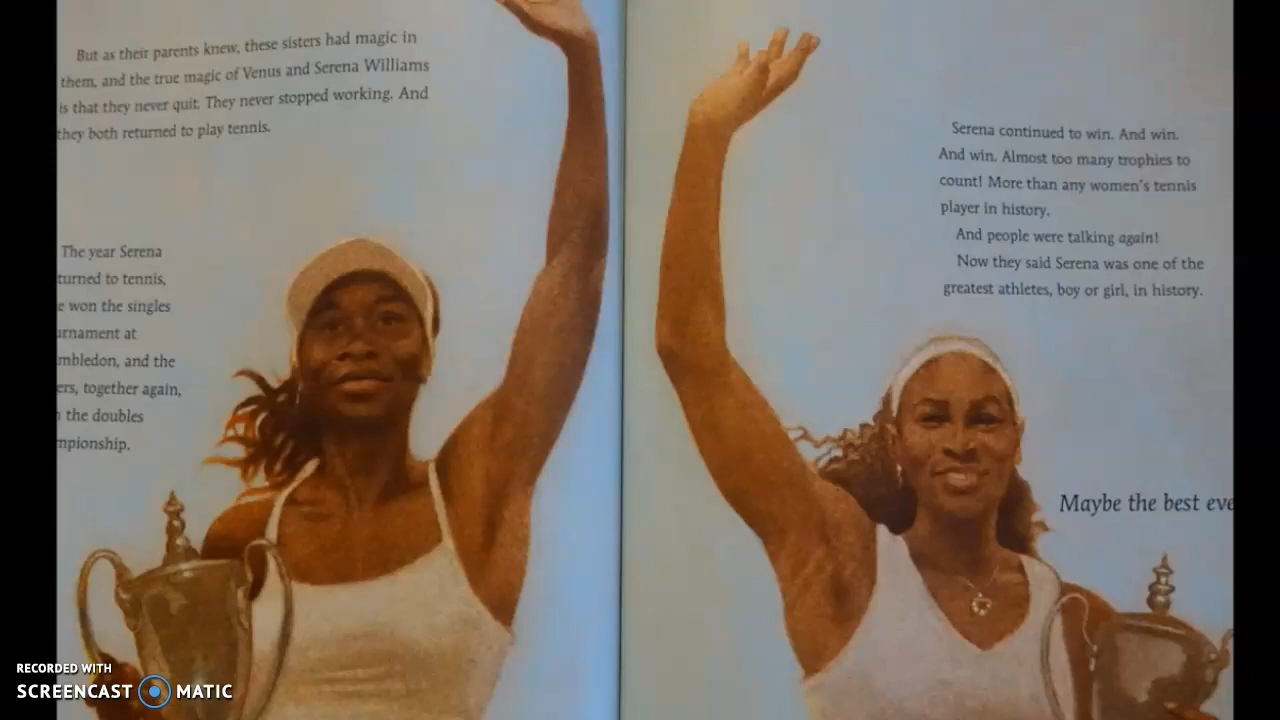 But as their parents knew, these sisters had magic in
them, and the true magic of Venus and Serena Williams
is that they never quit. They never stopped working. And
they both returned to play tennis.
The year Serena
turned to tennis,
e won the singles
urnament at
mbledon, and the
ers, together again,
the doubles
mpionship.
Serena continued to win. And win.
And win. Almost too many trophies to
count! More than any women's tennis
player in history.
And people were talking again!
Now they said Serena was one of the
greatest athletes, boy or girl, in history.
Maybe the best eve
RECORDED WITH
SCREENCAST MATIC